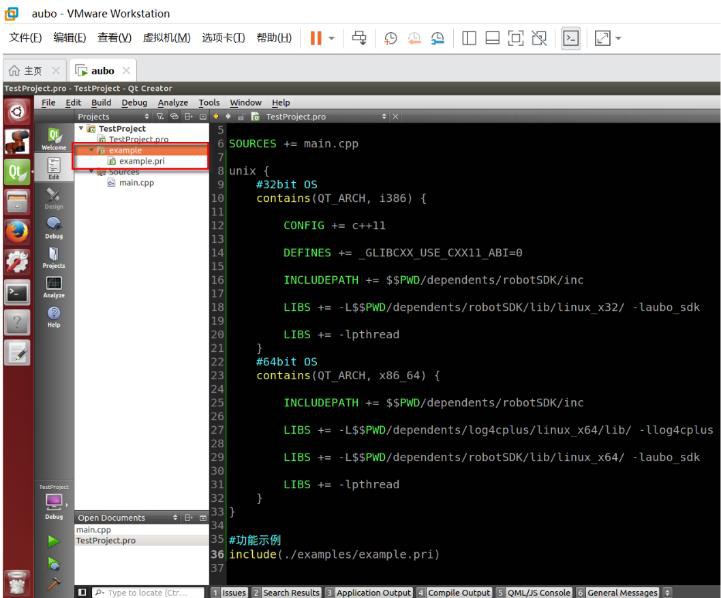 aubo - VMware Workstation
文件(F) 编辑(E) 查看(V) 虚拟机(M) 选项卡(T) 帮助(H)
主页 aubo
TestProject.pro - TestProject - Qt Creator
File Edit Build Debug Analyze Tools Window Help
Projects TestProject.pro
TestProject
TestProject.pro
example
example.pri
Sources
main.cpp
Welcome
Edit
Design
Debug
Projects
Analyze
Help
5
6 SOURCES += main.cpp
7
8 unix {
9 #32bit OS
10 contains(QT_ARCH, i386) {
11
12 CONFIG += c++11
13
14 DEFINES += _GLIBCXX_USE_CXX11_ABI=0
15
16 INCLUDEPATH += $$PWD/dependents/robotSDK/inc
17
18 LIBS += -L$$PWD/dependents/robotSDK/lib/linux_x32/ -laubo_sdk
19
20 LIBS += -lpthread
21 }
22 #64bit OS
23 contains(QT_ARCH, x86_64) {
24
25 INCLUDEPATH += $$PWD/dependents/robotSDK/inc
26
27 LIBS += -L$$PWD/dependents/log4cplus/linux_x64/lib/ -llog4cplus
28
29 LIBS += -L$$PWD/dependents/robotSDK/lib/linux_x64/ -laubo_sdk
30
31 LIBS += -lpthread
32 }
33 }
34
35 #功能示例
36 include(./examples/example.pri)
37
TestProject
Debug
Open Documents
main.cpp
TestProject.pro
Type to locate (Ctr...
1 Issues 2 Search Results 3 Application Output 4 Compile Output 5 QML/JS Console 6 General Messages